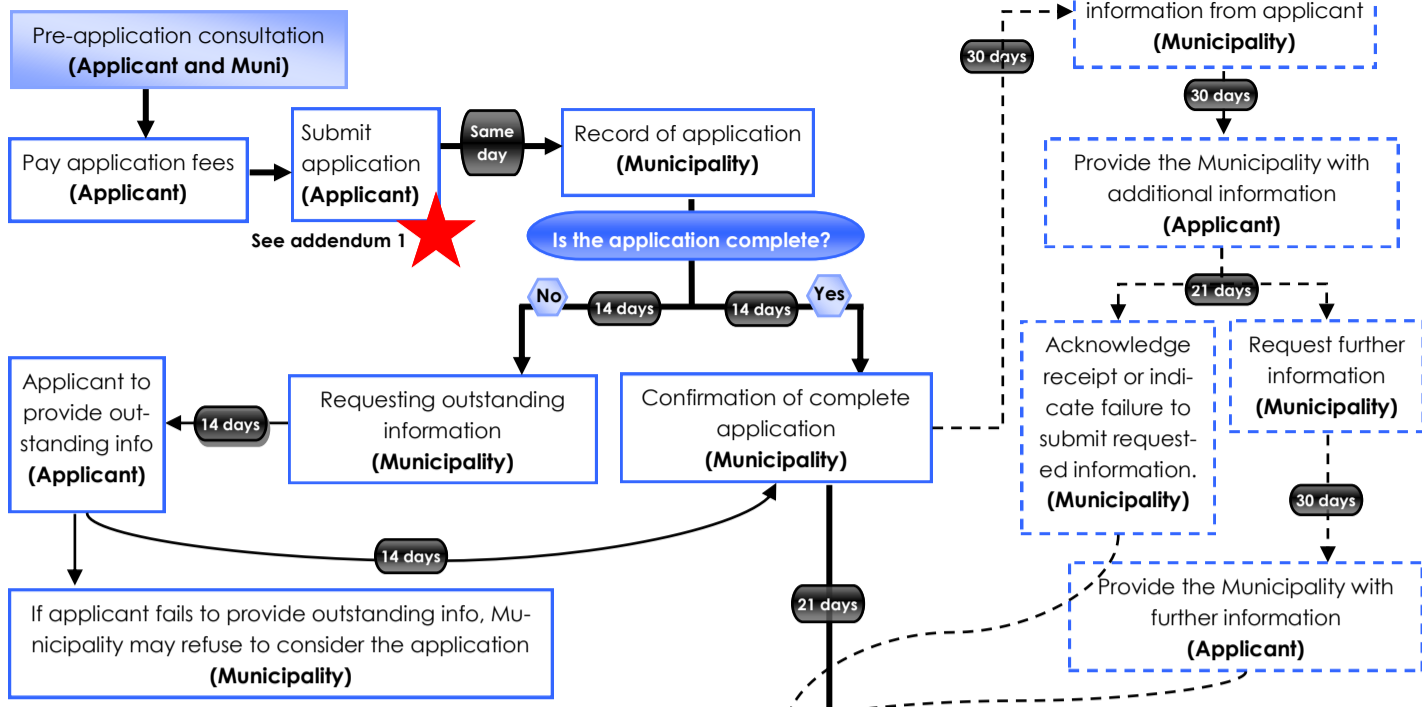 Pre-application consultation
(Applicant and Muni)
Pay application fees
(Applicant)
Submit
application
(Applicant)
See addendum 1
Same
day
Record of application
(Municipality)
Is the application complete?
No
14 days
14 days
Yes
Requesting outstanding
information
(Municipality)
14 days
Applicant to
provide out-
standing info
(Applicant)
14 days
If applicant fails to provide outstanding info, Mu-
nicipality may refuse to consider the application
(Municipality)
Confirmation of complete
application
(Municipality)
21 days
30 days
information from applicant
(Municipality)
30 days
Provide the Municipality with
additional information
(Applicant)
21 days
Acknowledge
receipt or indi-
cate failure to
submit request-
ed information.
(Municipality)
Request further
information
(Municipality)
30 days
Provide the Municipality with
further information
(Applicant)